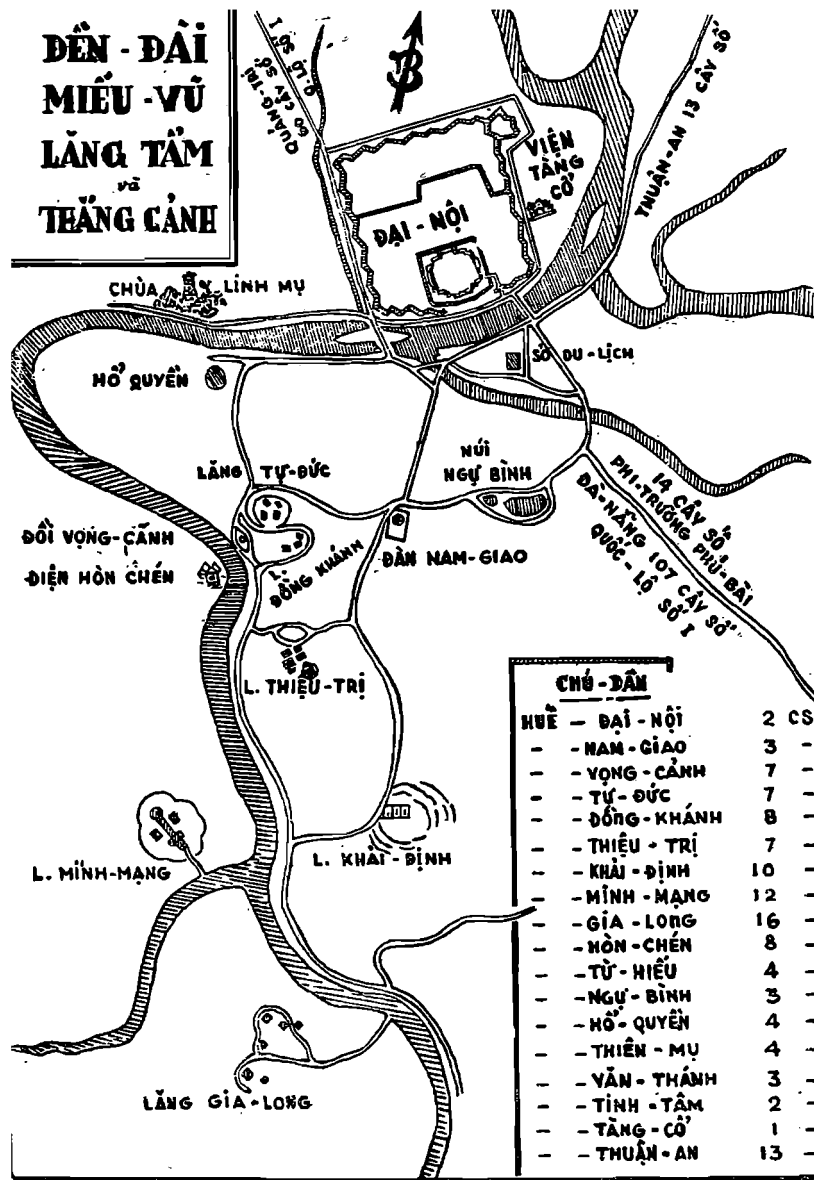 ĐỀN - ĐÀI
MIẾU - VŨ
LĂNG TẨM
và
THẮNG CẢNH
QUẢNG-TRỊ
60 CÂY SỐ
Q. LỘ SỐ I
B
THUẬN-AN 13 CÂY SỐ
VIỆN
TÀNG
CỔ
ĐẠI - NỘI
CHÙA LINH MỤ
SỞ DU-LỊCH
HỔ QUYỀN
NÚI
NGỰ BÌNH
LĂNG TỰ-ĐỨC
14 CÂY SỐ
PHI-TRƯỜNG PHÚ-BÀI
ĐÀ-NẴNG 107 CÂY SỐ
QUỐC-LỘ SỐ I
ĐỒI VỌNG-CẢNH
L.
ĐỒNG KHÁNH
ĐÀN NAM-GIAO
ĐIỆN HÒN CHÉN
L. THIỆU-TRỊ
L. KHẢI-ĐỊNH
L. MÍNH-MẠNG
LĂNG GIA-LONG
CHÚ-DẪN
HUẾ - ĐẠI-NỘI 2 CS
- - NAM-GIAO 3 -
- - VỌNG-CẢNH 7 -
- - TỰ-ĐỨC 7 -
- - ĐỒNG-KHÁNH 8 -
- - THIỆU-TRỊ 7 -
- - KHẢI-ĐỊNH 10 -
- - MINH-MẠNG 12 -
- - GIA-LONG 16 -
- - HÒN-CHÉN 8 -
- - TỪ-HIẾU 4 -
- - NGỰ-BÌNH 3 -
- - HỔ-QUYỀN 4 -
- - THIÊN-MỤ 4 -
- - VĂN-THÁNH 3 -
- - TỊNH-TÂM 2 -
- - TÀNG-CỔ 1 -
- - THUẬN-AN 13 -